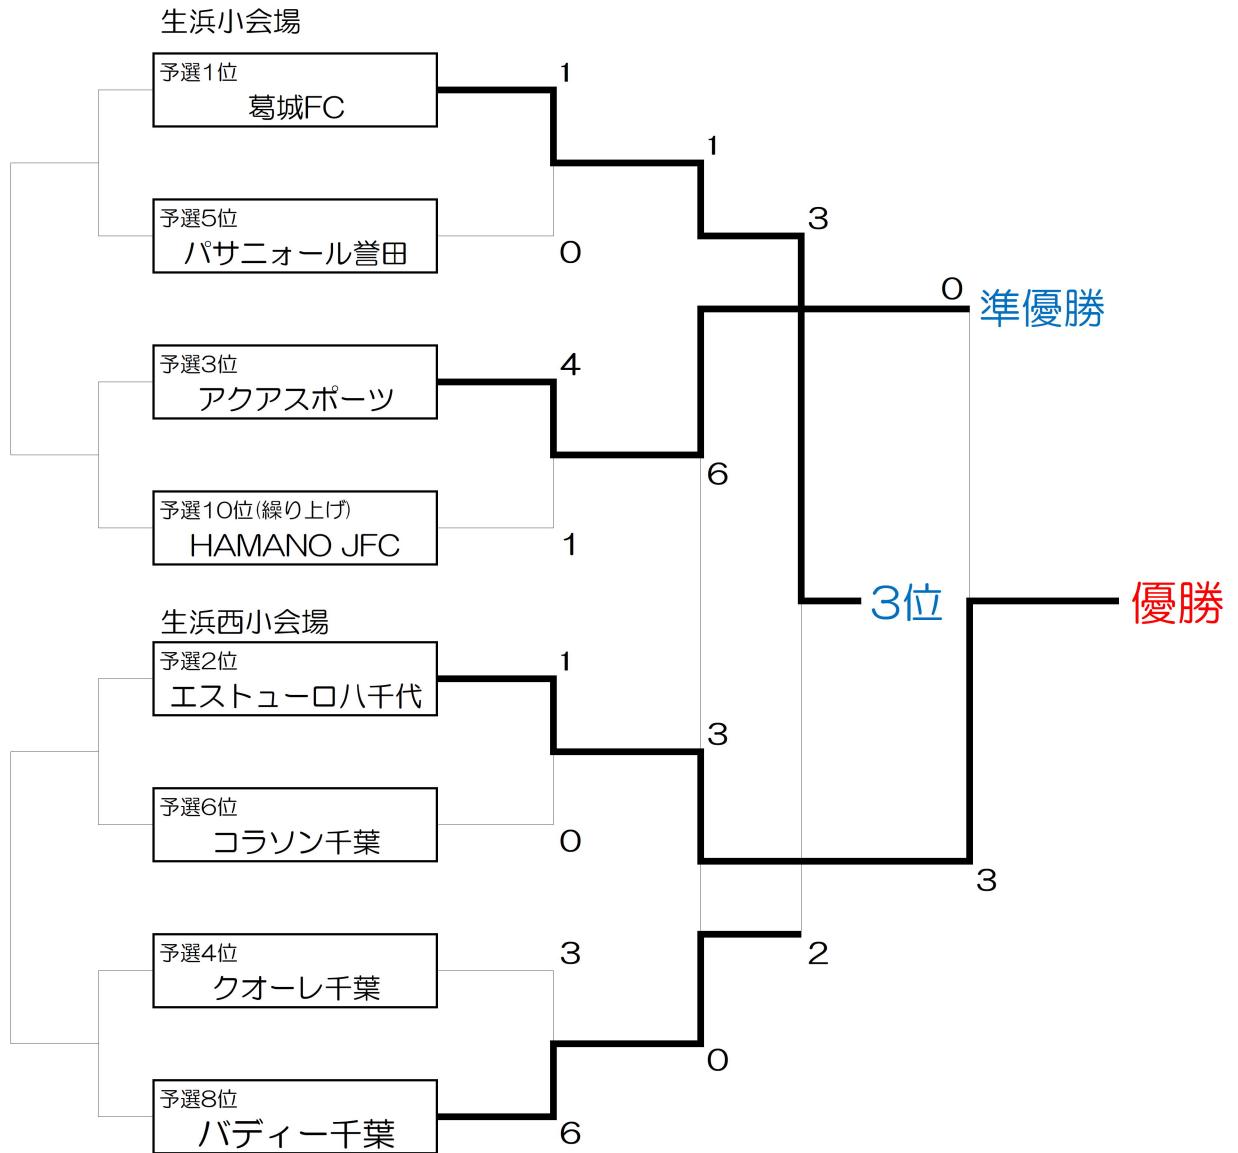 生浜小会場
予選1位
葛城FC
1
1
予選5位
パサニォール誉田
0
3
0
準優勝
予選3位
アクアスポーツ
4
6
予選10位(繰り上げ)
HAMANO JFC
1
3位
優勝
生浜西小会場
予選2位
エストューロ八千代
1
3
予選6位
コラソン千葉
0
3
予選4位
クオーレ千葉
3
2
0
予選8位
バディー千葉
6